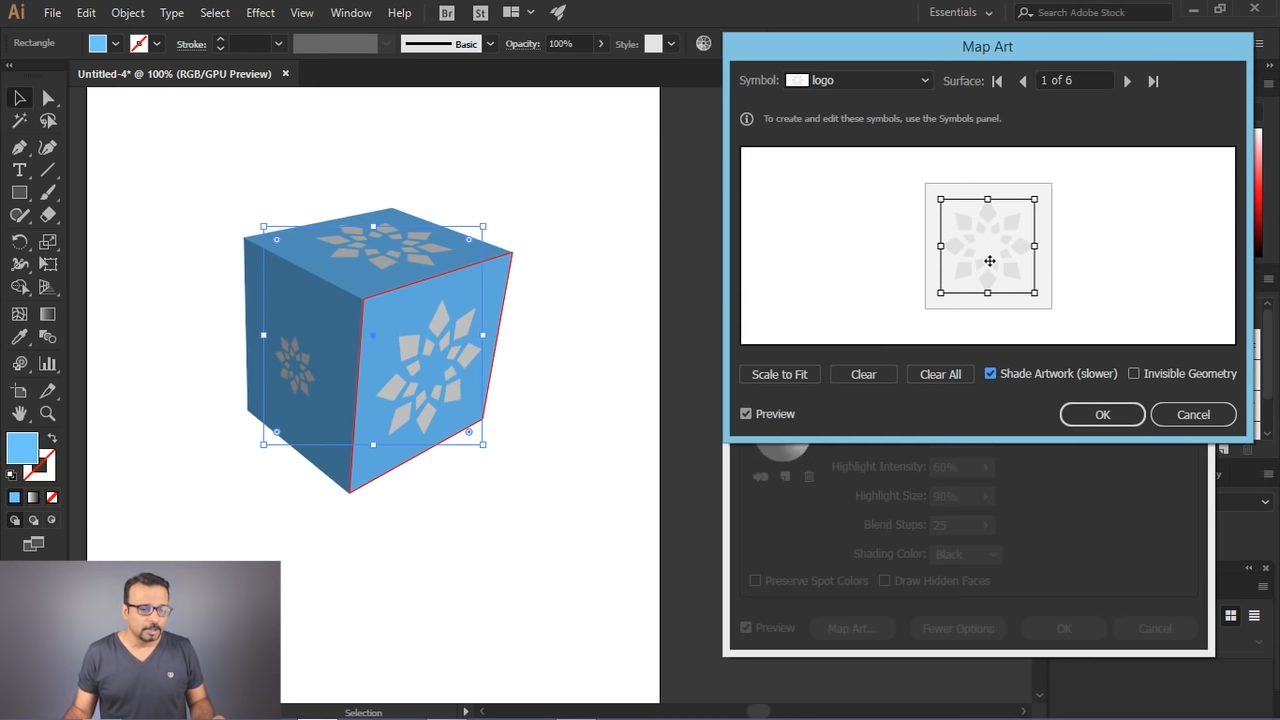 Ai File Edit Object Type Select Effect View Window Help Br St Essentials Search Adobe Stock
Rectangle Stroke: Basic Opacity: 100% Style:
Untitled-4* @ 100% (RGB/GPU Preview)
Map Art
Symbol: logo Surface: 1 of 6
To create and edit these symbols, use the Symbols panel.
Scale to Fit Clear Clear All Shade Artwork (slower) Invisible Geometry
Preview OK Cancel
Highlight Intensity: 60%
Highlight Size: 90%
Blend Steps: 25
Shading Color: Black
Preserve Spot Colors Draw Hidden Faces
Preview Map Art... Fewer Options OK Cancel
Selection